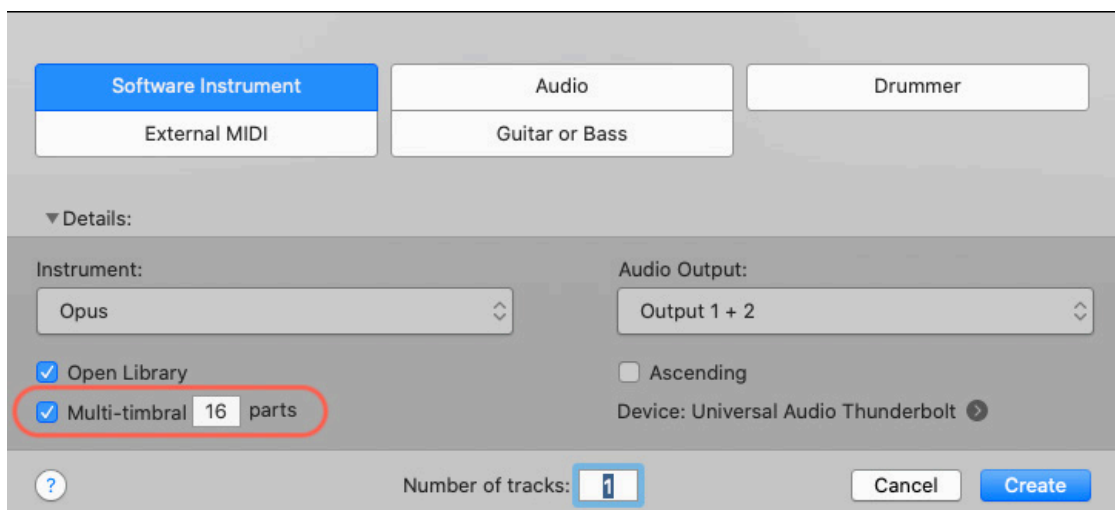 Software Instrument
Audio
Drummer
External MIDI
Guitar or Bass
Details:
Instrument:
Audio Output:
Opus
Output 1 + 2
Open Library
Ascending
Multi-timbral 16 parts
Device: Universal Audio Thunderbolt
? Number of tracks: 1 Cancel Create